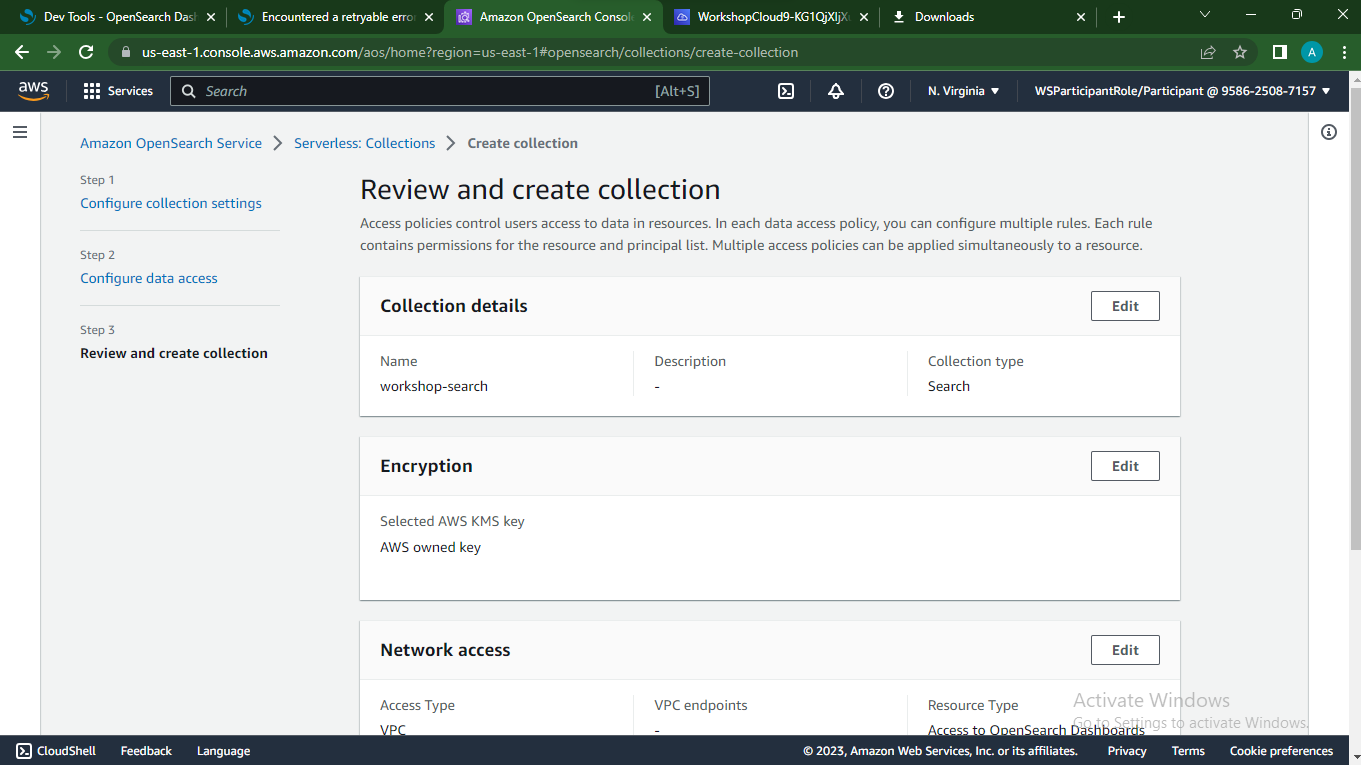 Dev Tools - OpenSearch Das
Encountered a retryable erro
Amazon OpenSearch Consol
WorkshopCloud9-KG1QjXIjX
Downloads
us-east-1.console.aws.amazon.com/aos/home?region=us-east-1#opensearch/collections/create-collection
A
aws
Services
Search
[Alt+S]
N. Virginia
WSParticipantRole/Participant @ 9586-2508-7157
Amazon OpenSearch Service
Serverless: Collections
Create collection
Step 1
Configure collection settings
Step 2
Configure data access
Step 3
Review and create collection
Review and create collection
Access policies control users access to data in resources. In each data access policy, you can configure multiple rules. Each rule
contains permissions for the resource and principal list. Multiple access policies can be applied simultaneously to a resource.
Collection details
Edit
Name
workshop-search
Description
-
Collection type
Search
Encryption
Edit
Selected AWS KMS key
AWS owned key
Network access
Edit
Access Type
VPC
VPC endpoints
-
Resource Type
Access to OpenSearch Dashboards
Activate Windows
Go to Settings to activate Windows.
CloudShell
Feedback
Language
© 2023, Amazon Web Services, Inc. or its affiliates.
Privacy
Terms
Cookie preferences